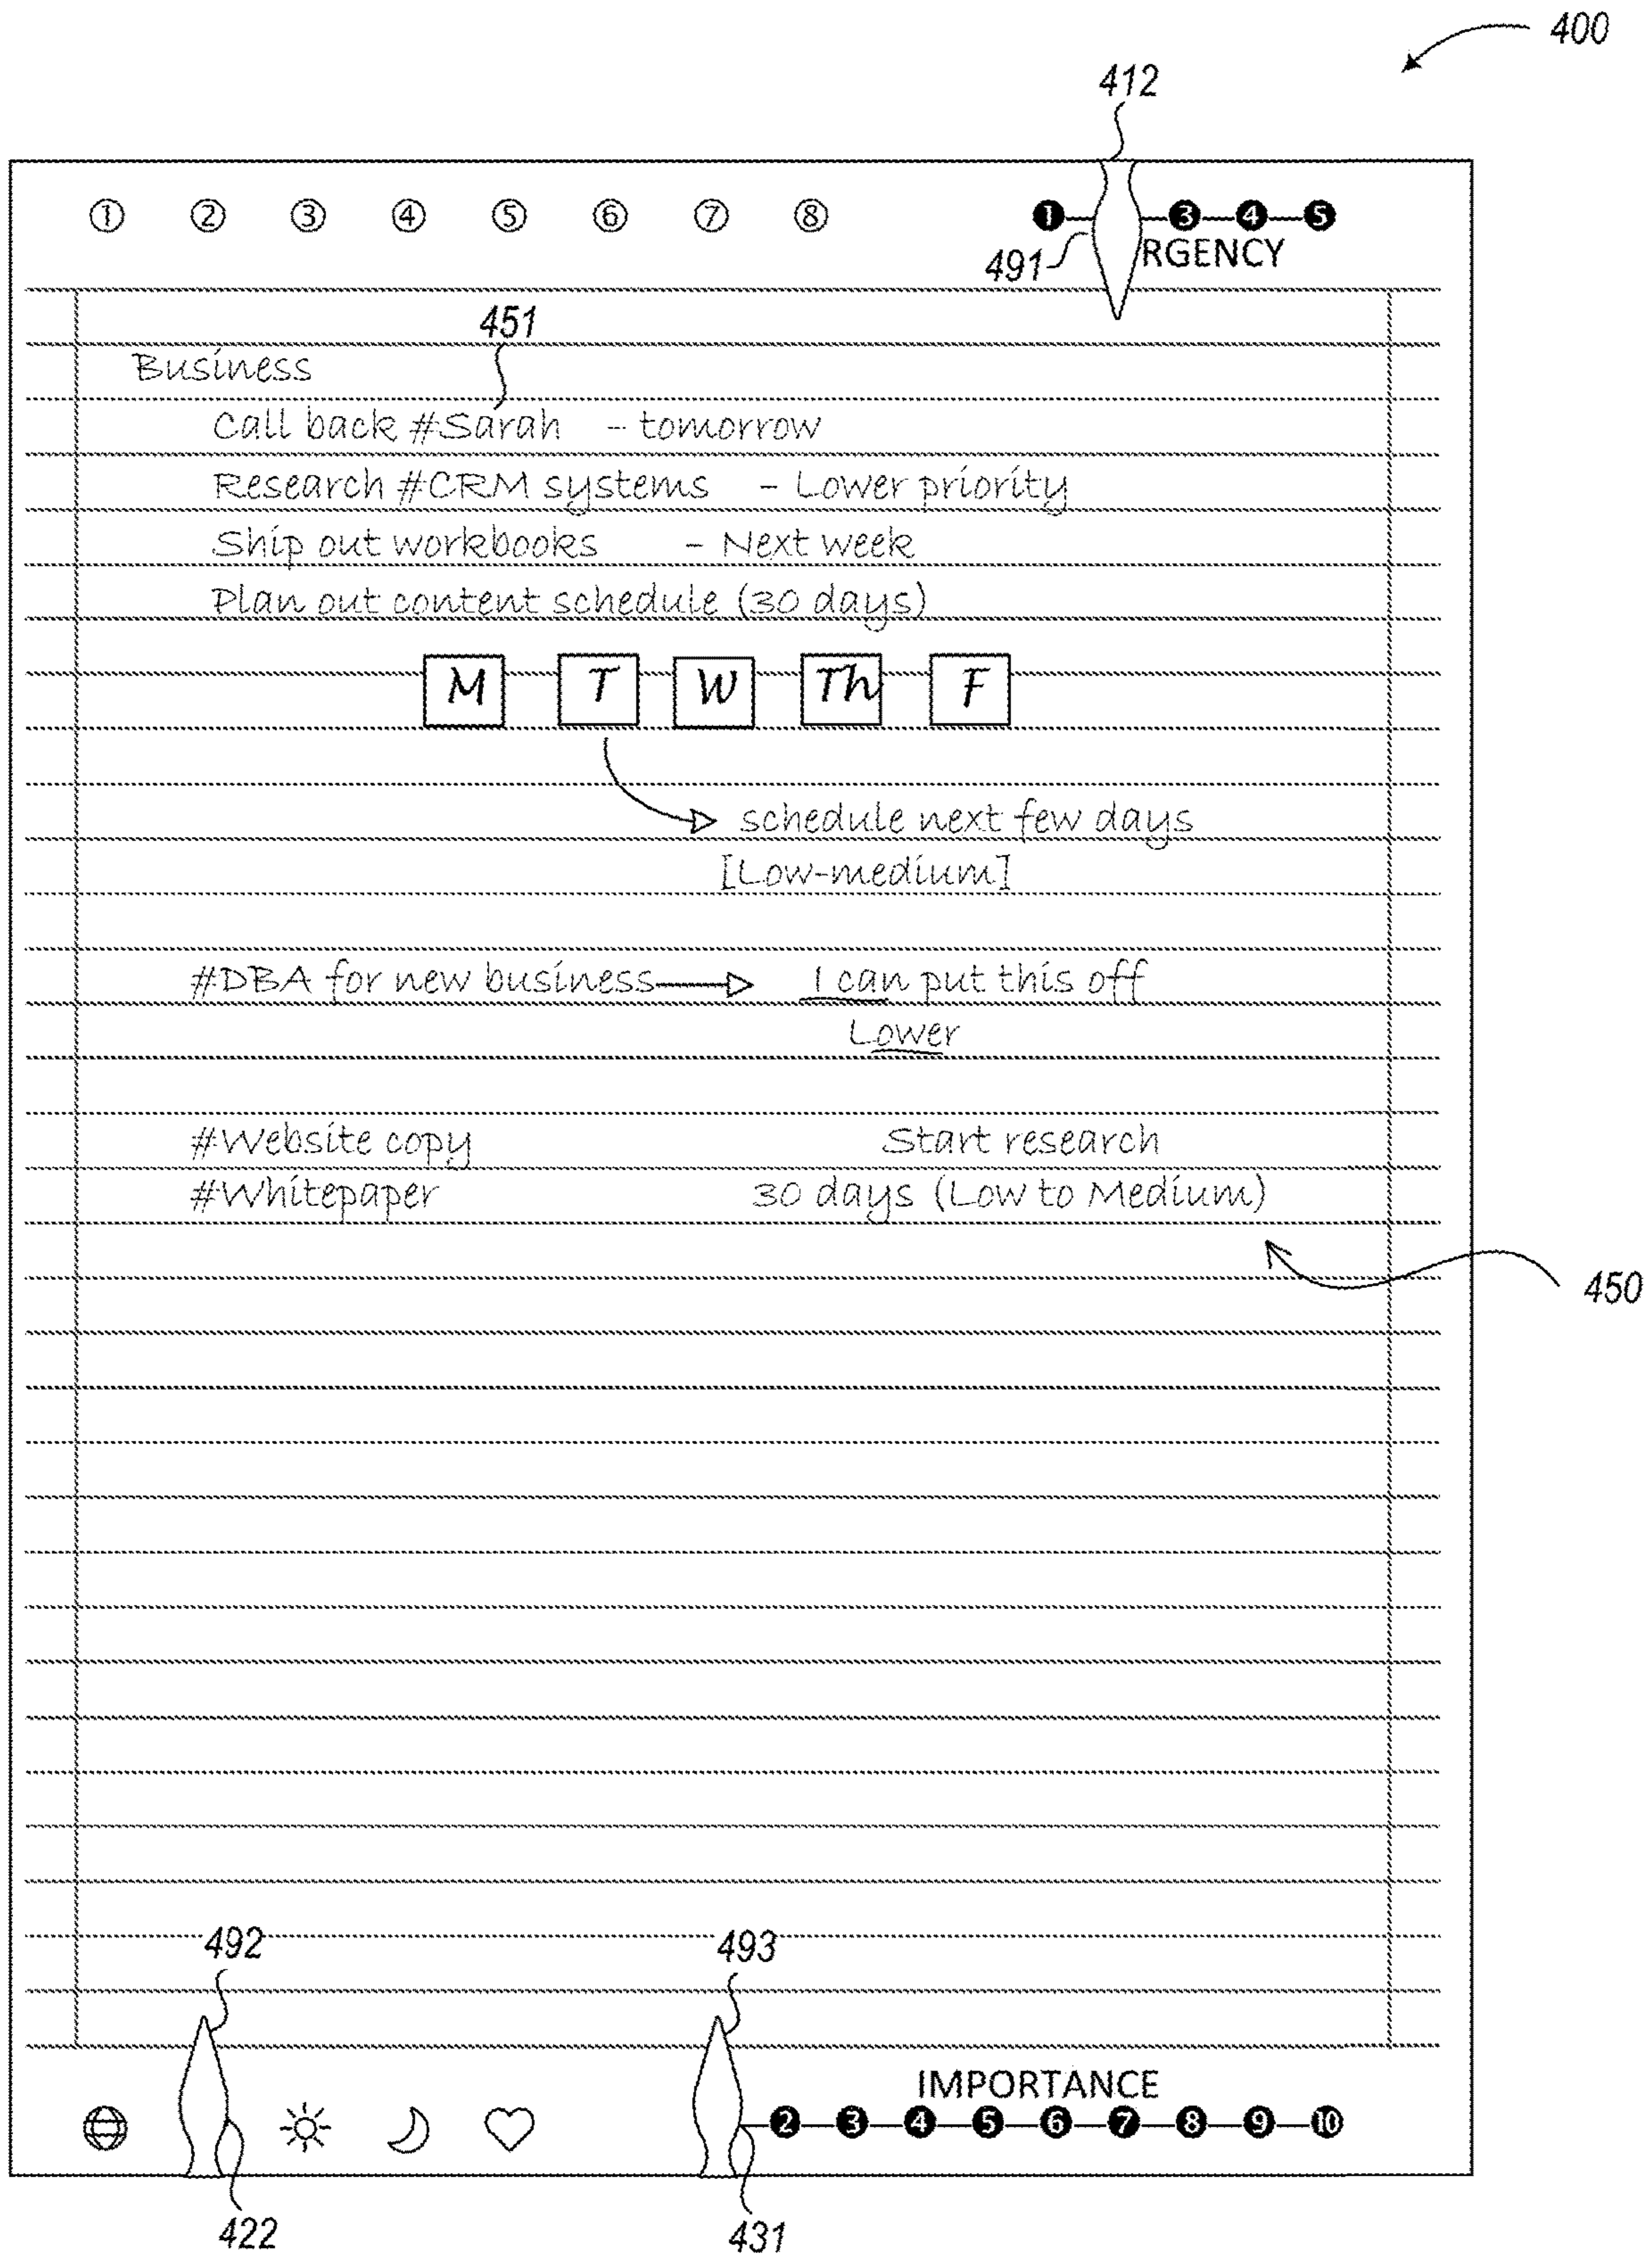 400
412
① ② ③ ④ ⑤ ⑥ ⑦ ⑧ ❶ ❸ ❹ ❺
491 RGENCY
451
Business
Call back #Sarah - tomorrow
Research #CRM systems - Lower priority
Ship out workbooks - Next week
Plan out content schedule (30 days)
M T W Th F
schedule next few days
[Low-medium]
#DBA for new business I can put this off
Lower
#Website copy Start research
#Whitepaper 30 days (Low to Medium)
450
492 493
IMPORTANCE
❷ ❸ ❹ ❺ ❻ ❼ ❽ ❾ ❿
422 431